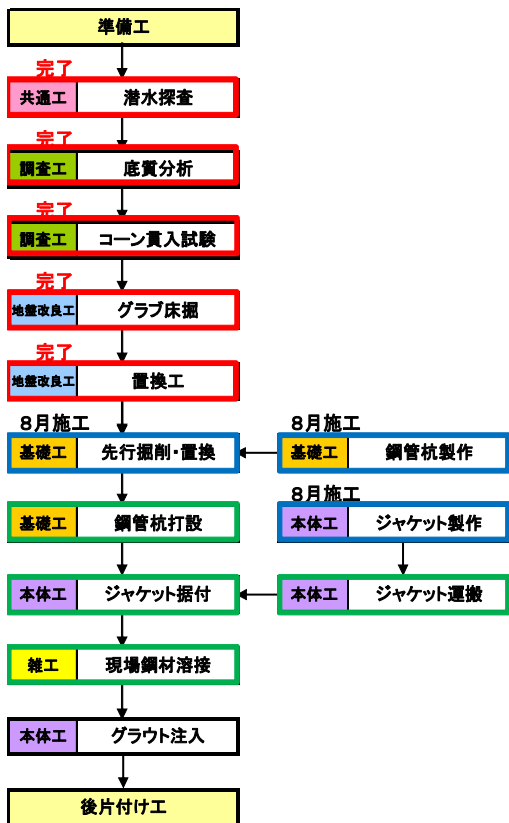 準備工
完了
共通工 潜水探査
完了
調査工 底質分析
完了
調査工 コーン貫入試験
完了
地盤改良工 グラブ床掘
完了
地盤改良工 置換工
8月施工 8月施工
基礎工 先行掘削・置換 基礎工 鋼管杭製作
8月施工
基礎工 鋼管杭打設 本体工 ジャケット製作
本体工 ジャケット据付 本体工 ジャケット運搬
雑工 現場鋼材溶接
本体工 グラウト注入
後片付け工